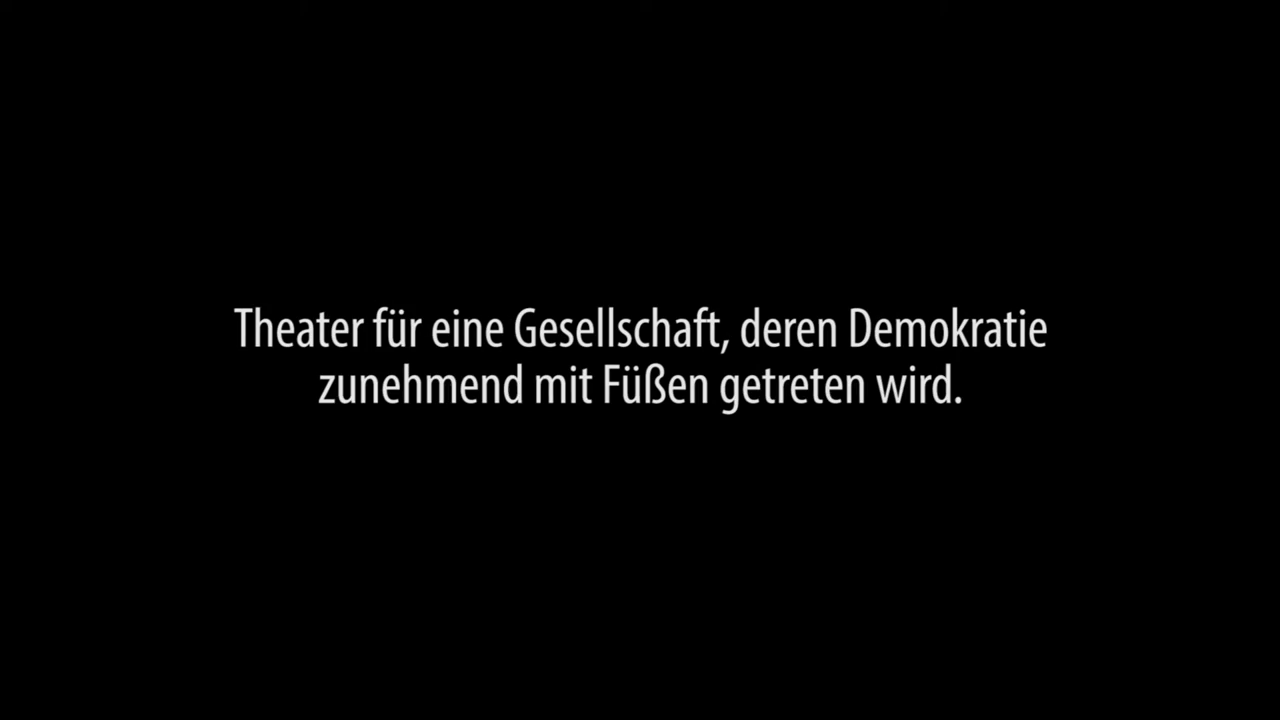 Theater für eine Gesellschaft, deren Demokratie
zunehmend mit Füßen getreten wird.